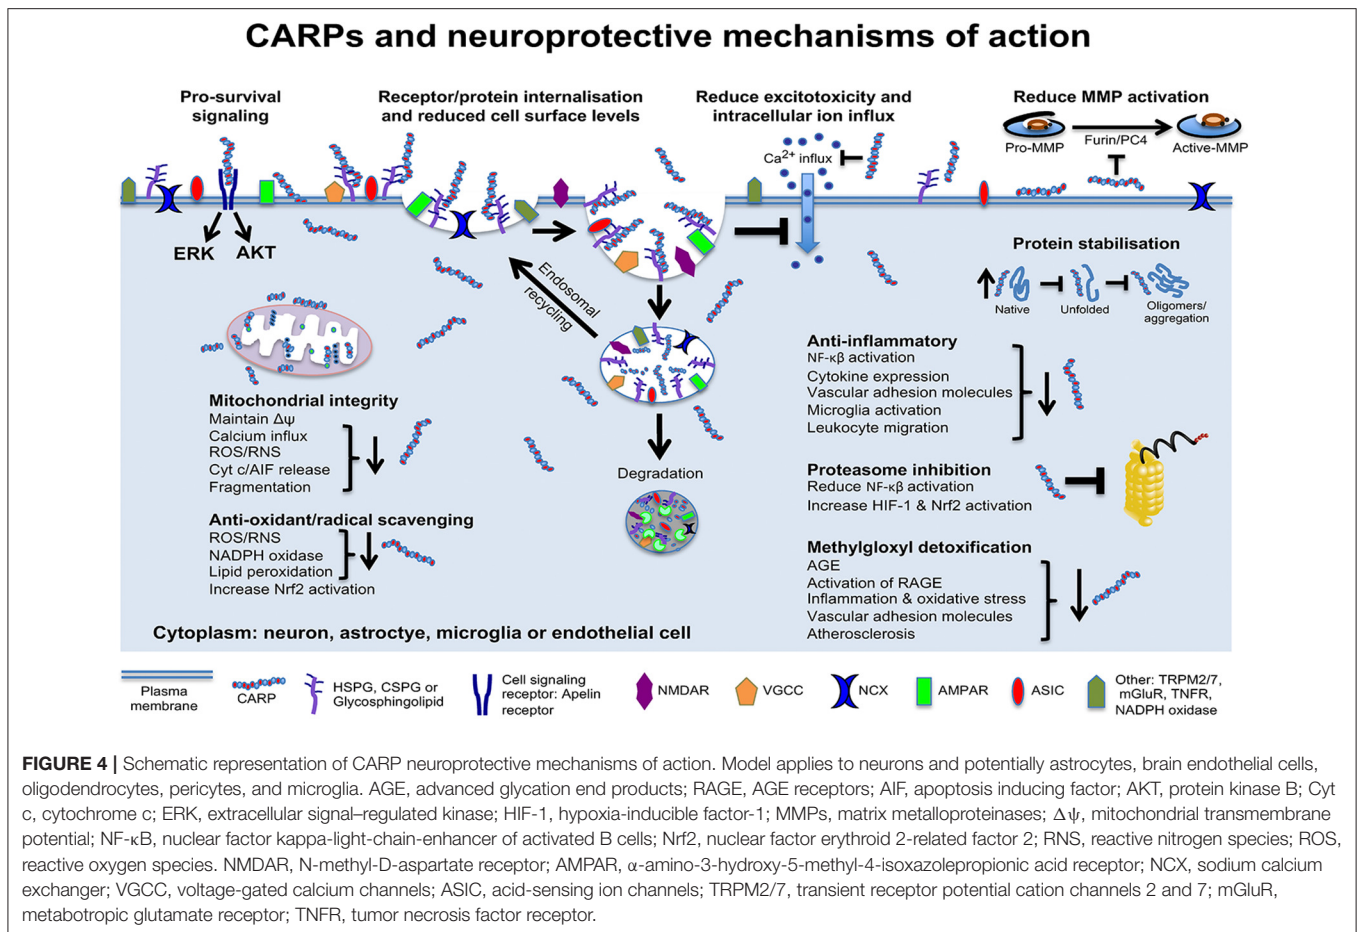 CARPs and neuroprotective mechanisms of action
Pro-survival
signaling
Receptor/protein internalisation
and reduced cell surface levels
Reduce excitotoxicity and
intracellular ion influx
Reduce MMP activation
Ca2+ influx
Pro-MMP
Furin/PC4
Active-MMP
ERK
AKT
Endosomal
recycling
Protein stabilisation
Native
Unfolded
Oligomers/
aggregation
Mitochondrial integrity
Maintain Δψ
Calcium influx
ROS/RNS
Cyt c/AIF release
Fragmentation
Anti-oxidant/radical scavenging
ROS/RNS
NADPH oxidase
Lipid peroxidation
Increase Nrf2 activation
Degradation
Anti-inflammatory
NF-κβ activation
Cytokine expression
Vascular adhesion molecules
Microglia activation
Leukocyte migration
Proteasome inhibition
Reduce NF-κβ activation
Increase HIF-1 & Nrf2 activation
Methylgloxyl detoxification
AGE
Activation of RAGE
Inflammation & oxidative stress
Vascular adhesion molecules
Atherosclerosis
Cytoplasm: neuron, astroctye, microglia or endothelial cell
Plasma
membrane
CARP
HSPG, CSPG or
Glycosphingolipid
Cell signaling
receptor: Apelin
receptor
NMDAR
VGCC
NCX
AMPAR
ASIC
Other: TRPM2/7,
mGluR, TNFR,
NADPH oxidase
FIGURE 4 | Schematic representation of CARP neuroprotective mechanisms of action. Model applies to neurons and potentially astrocytes, brain endothelial cells,
oligodendrocytes, pericytes, and microglia. AGE, advanced glycation end products; RAGE, AGE receptors; AIF, apoptosis inducing factor; AKT, protein kinase B; Cyt
c, cytochrome c; ERK, extracellular signal–regulated kinase; HIF-1, hypoxia-inducible factor-1; MMPs, matrix metalloproteinases; Δψ, mitochondrial transmembrane
potential; NF-κB, nuclear factor kappa-light-chain-enhancer of activated B cells; Nrf2, nuclear factor erythroid 2-related factor 2; RNS, reactive nitrogen species; ROS,
reactive oxygen species. NMDAR, N-methyl-D-aspartate receptor; AMPAR, α-amino-3-hydroxy-5-methyl-4-isoxazolepropionic acid receptor; NCX, sodium calcium
exchanger; VGCC, voltage-gated calcium channels; ASIC, acid-sensing ion channels; TRPM2/7, transient receptor potential cation channels 2 and 7; mGluR,
metabotropic glutamate receptor; TNFR, tumor necrosis factor receptor.